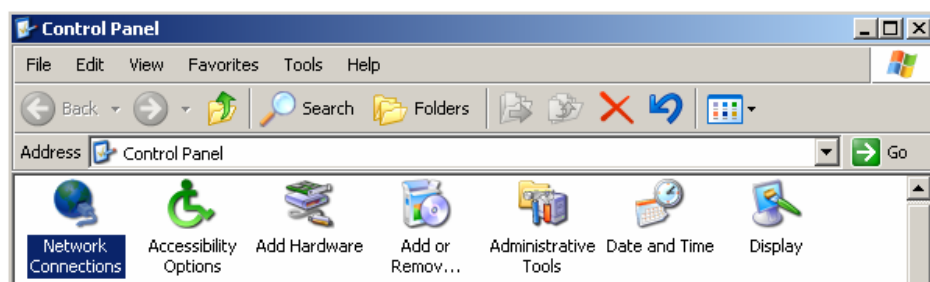 Control Panel
File Edit View Favorites Tools Help
Back Search Folders
Address Control Panel Go
Network Connections
Accessibility Options
Add Hardware
Add or Remov...
Administrative Tools
Date and Time
Display